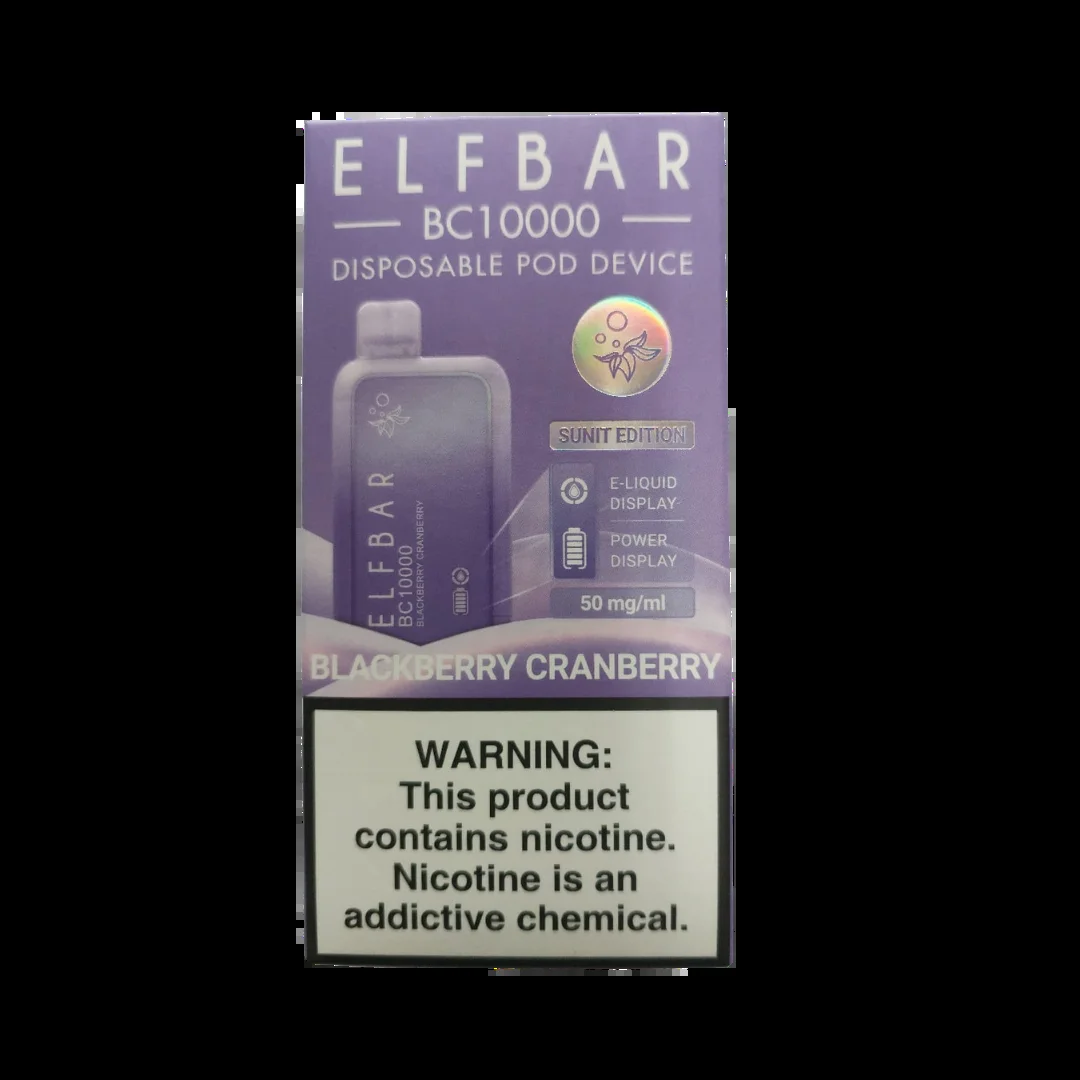 ELFBAR
BC10000
DISPOSABLE POD DEVICE
SUNIT EDITION
E-LIQUID
DISPLAY
POWER
DISPLAY
50 mg/ml
ELFBAR
BC10000
BLACKBERRY CRANBERRY
BLACKBERRY CRANBERRY
WARNING:
This product
contains nicotine.
Nicotine is an
addictive chemical.